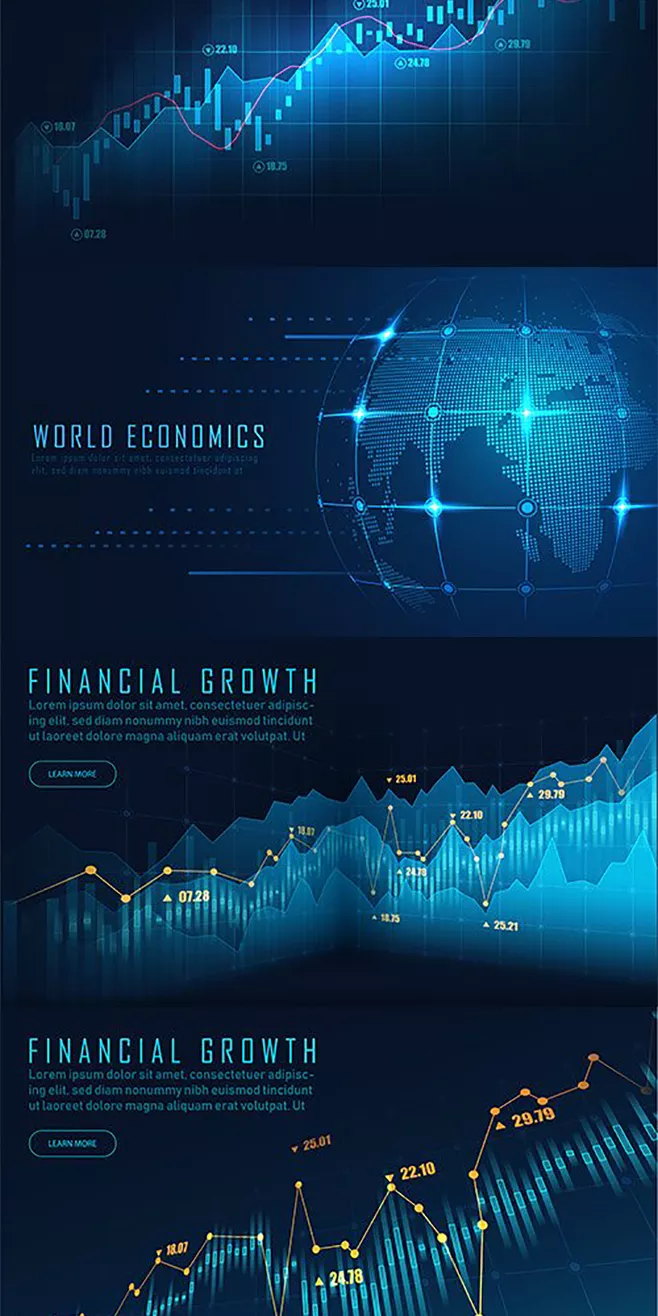 25.01
22.10
29.79
24.78
18.07
18.75
07.28
WORLD ECONOMICS
Lorem ipsum dolor sit amet, consectetuer adipiscing
elit, sed diam nonummy nibh euismod tincidunt ut
FINANCIAL GROWTH
Lorem ipsum dolor sit amet, consectetuer adipisc-
ing elit, sed diam nonummy nibh euismod tincidunt
ut laoreet dolore magna aliquam erat volutpat. Ut
LEARN MORE
25.01
29.79
22.10
18.07
24.78
07.28
18.75
25.21
FINANCIAL GROWTH
Lorem ipsum dolor sit amet, consectetuer adipisc-
ing elit, sed diam nonummy nibh euismod tincidunt
ut laoreet dolore magna aliquam erat volutpat. Ut
LEARN MORE
29.79
25.01
22.10
18.07
24.78